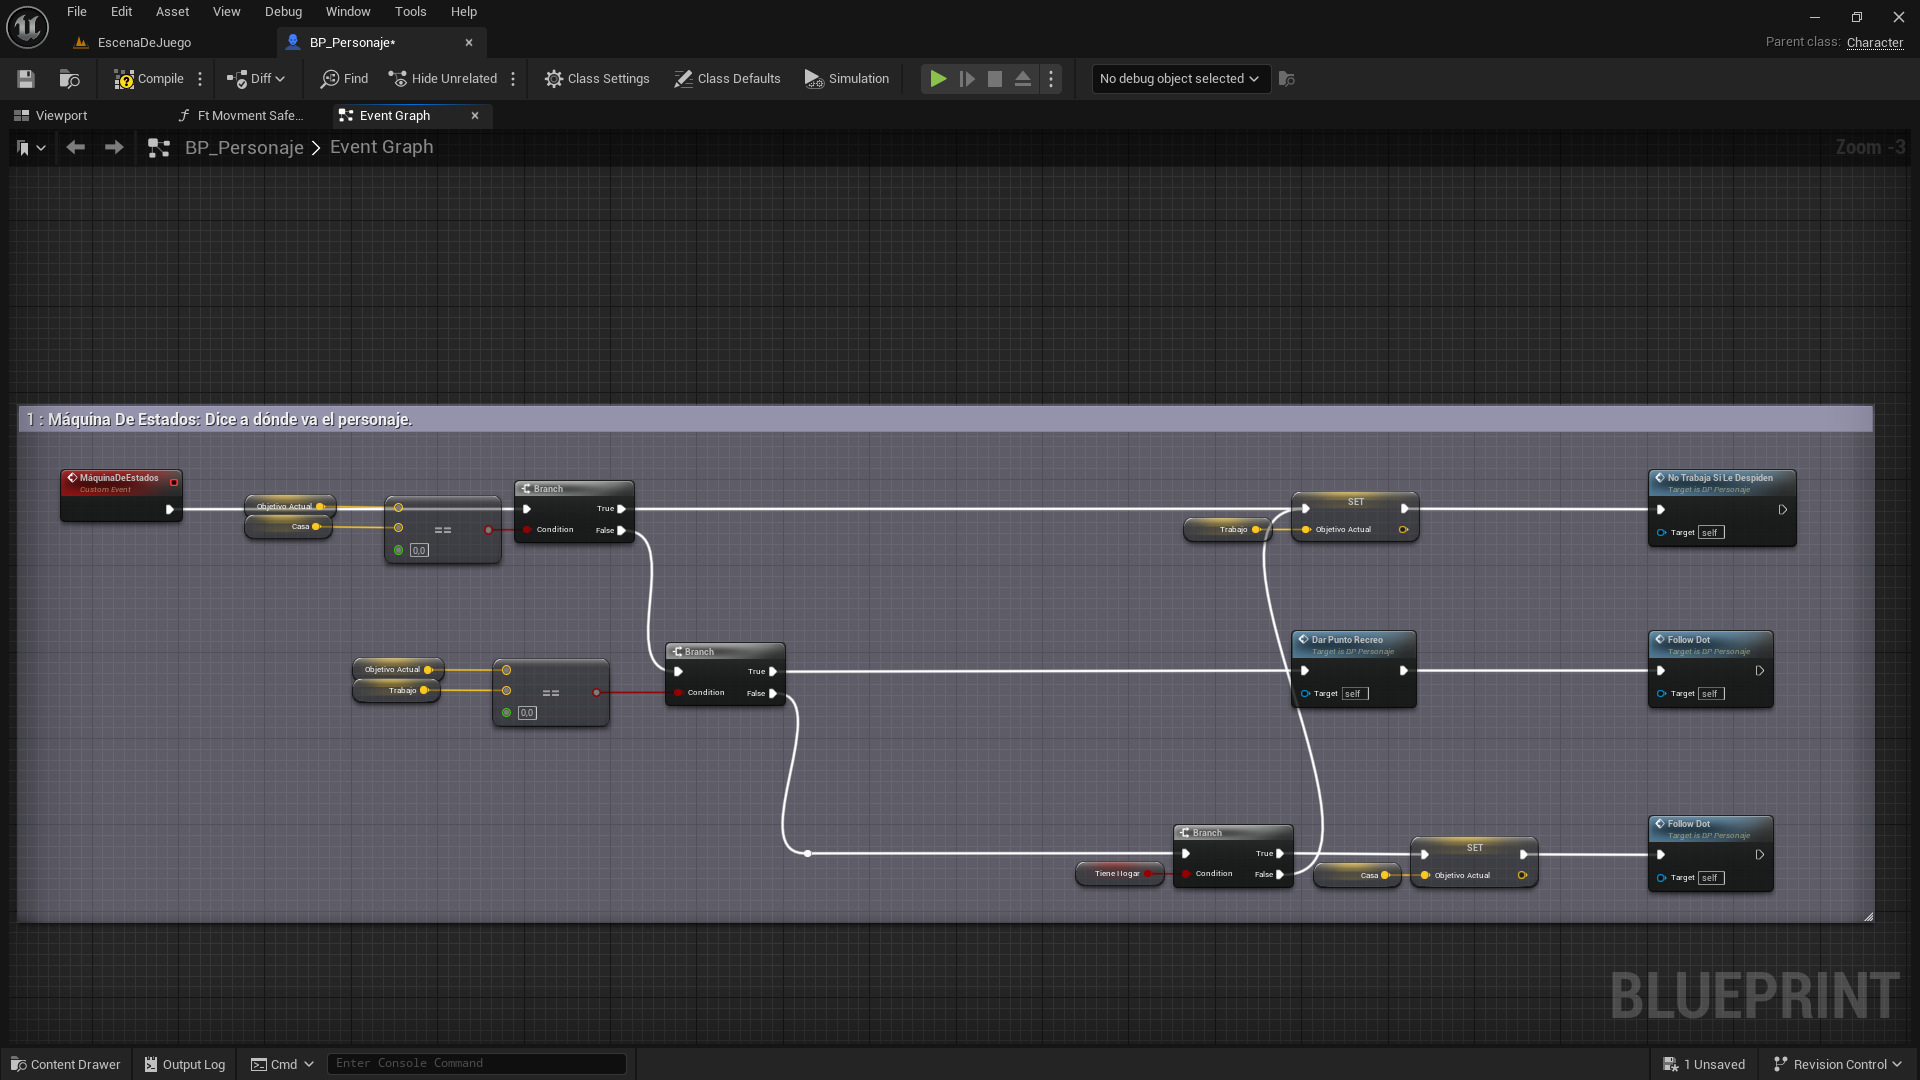 File Edit Asset View Debug Window Tools Help
EscenaDeJuego
BP_Personaje*
Parent class: Character
Compile
Diff
Find
Hide Unrelated
Class Settings
Class Defaults
Simulation
No debug object selected
Viewport
Ft Movment Safe...
Event Graph
BP_Personaje > Event Graph
Zoom -3
1 : Máquina De Estados: Dice a dónde va el personaje.
MáquinaDeEstados
Custom Event
Objetivo Actual
Casa
==
0,0
Branch
True
Condition
False
Trabajo
SET
Objetivo Actual
No Trabaja Si Le Despiden
Target is BP Personaje
Target self
Objetivo Actual
Trabajo
==
0,0
Branch
True
Condition
False
Dar Punto Recreo
Target is BP Personaje
Target self
Follow Dot
Target is BP Personaje
Target self
Tiene Hogar
Branch
True
Condition
False
Casa
SET
Objetivo Actual
Follow Dot
Target is BP Personaje
Target self
BLUEPRINT
Content Drawer
Output Log
Cmd
Enter Console Command
1 Unsaved
Revision Control